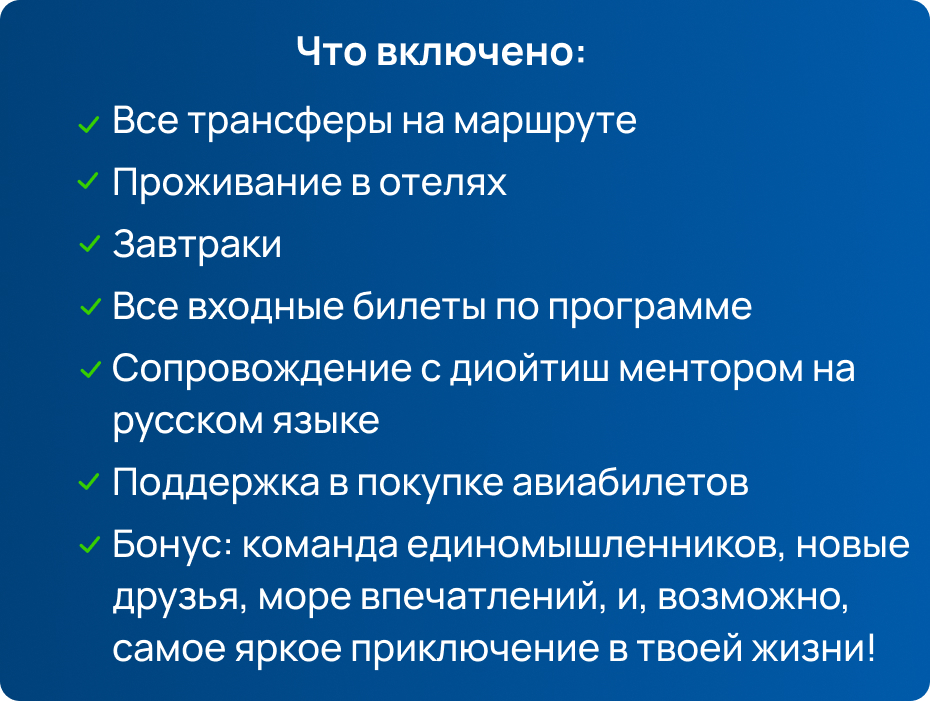 Что включено:
Все трансферы на маршруте
Проживание в отелях
Завтраки
Все входные билеты по программе
Сопровождение с диойтиш ментором на
русском языке
Поддержка в покупке авиабилетов
Бонус: команда единомышленников, новые
друзья, море впечатлений, и, возможно,
самое яркое приключение в твоей жизни!